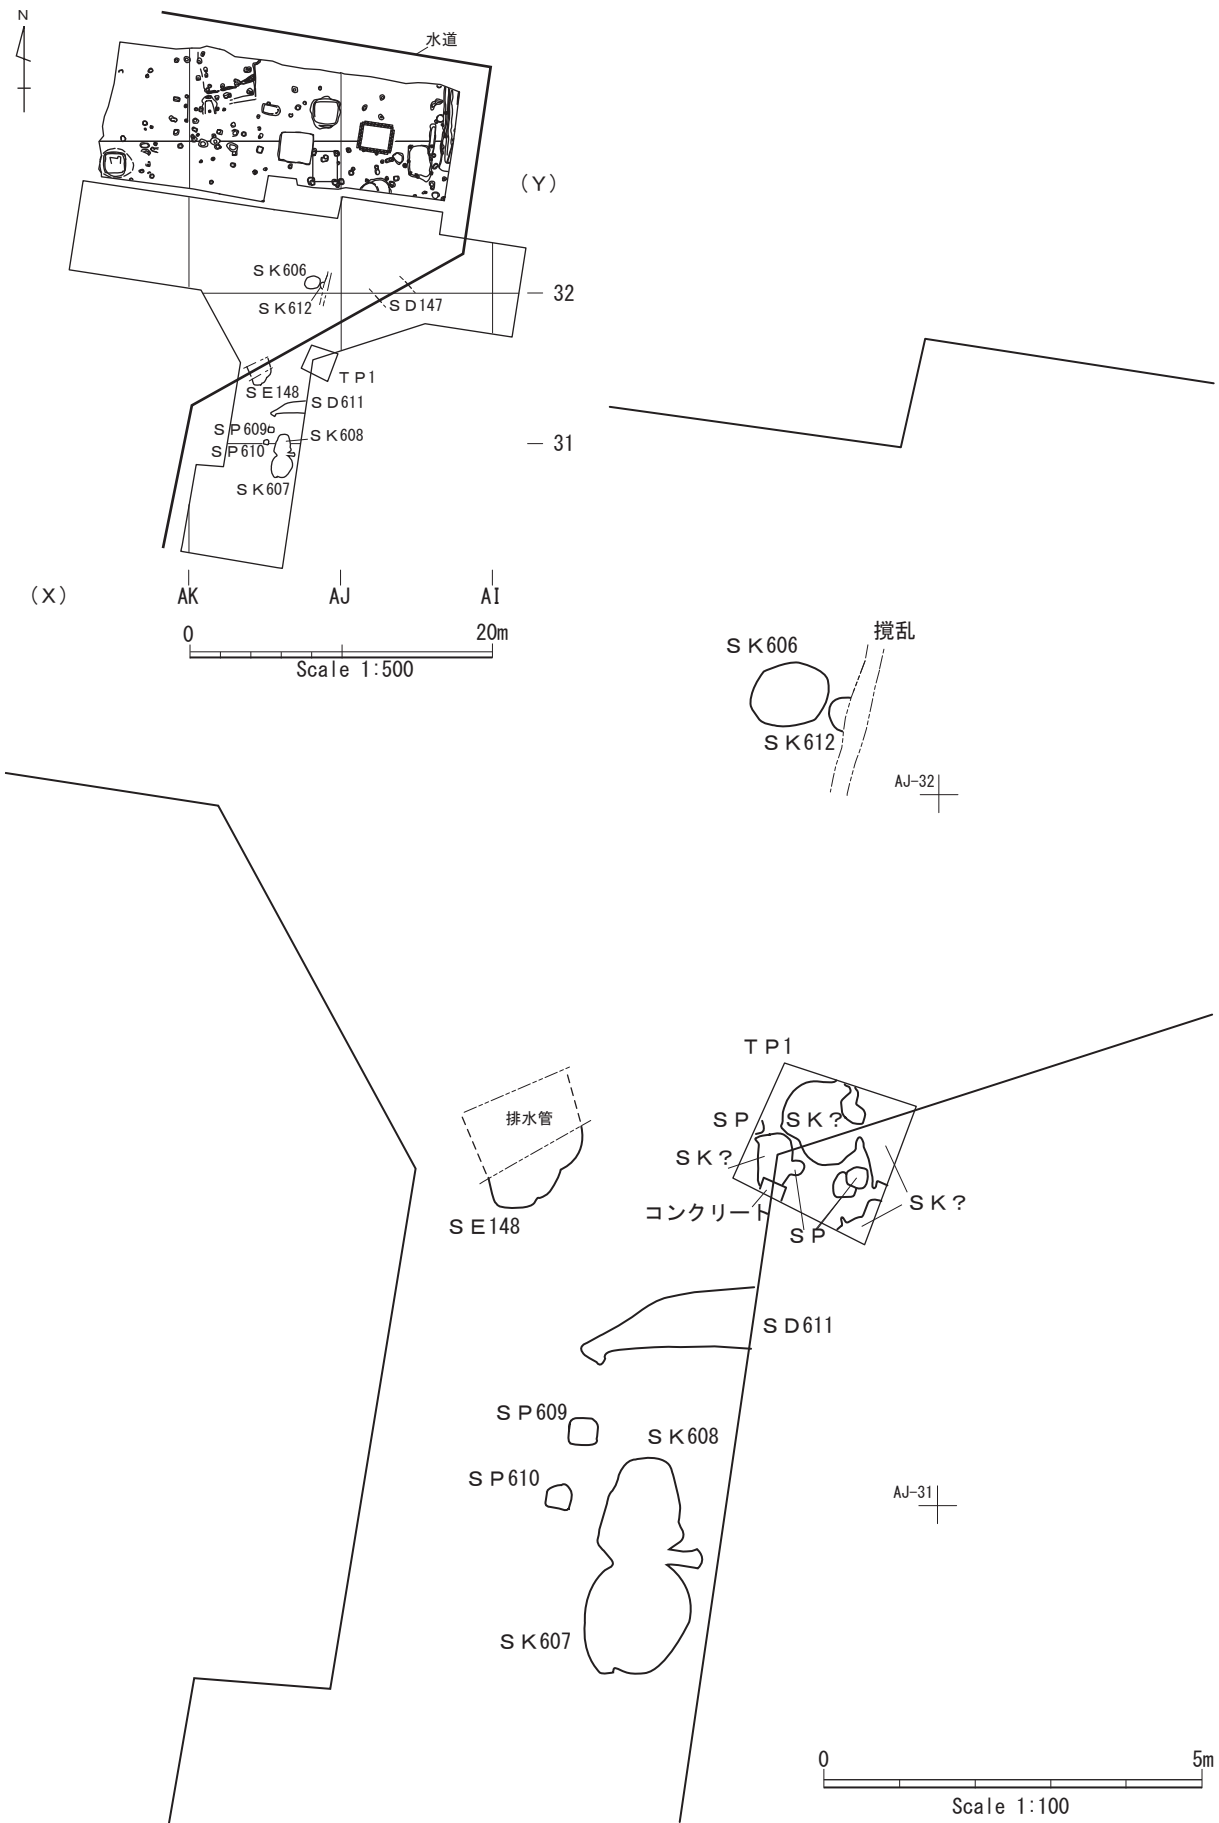 N
水道
(Y)
SK606
SK612
SD147
32
SE148
TP1
SD611
SP609
SK608
SP610
31
SK607
(X)
AK
AJ
AI
0
20m
Scale 1:500
撹乱
SK606
SK612
AJ-32
TP1
排水管
SP
SK?
SK?
SE148
コンクリート
SK?
SP
SD611
SP609
SK608
SP610
AJ-31
SK607
0
5m
Scale 1:100